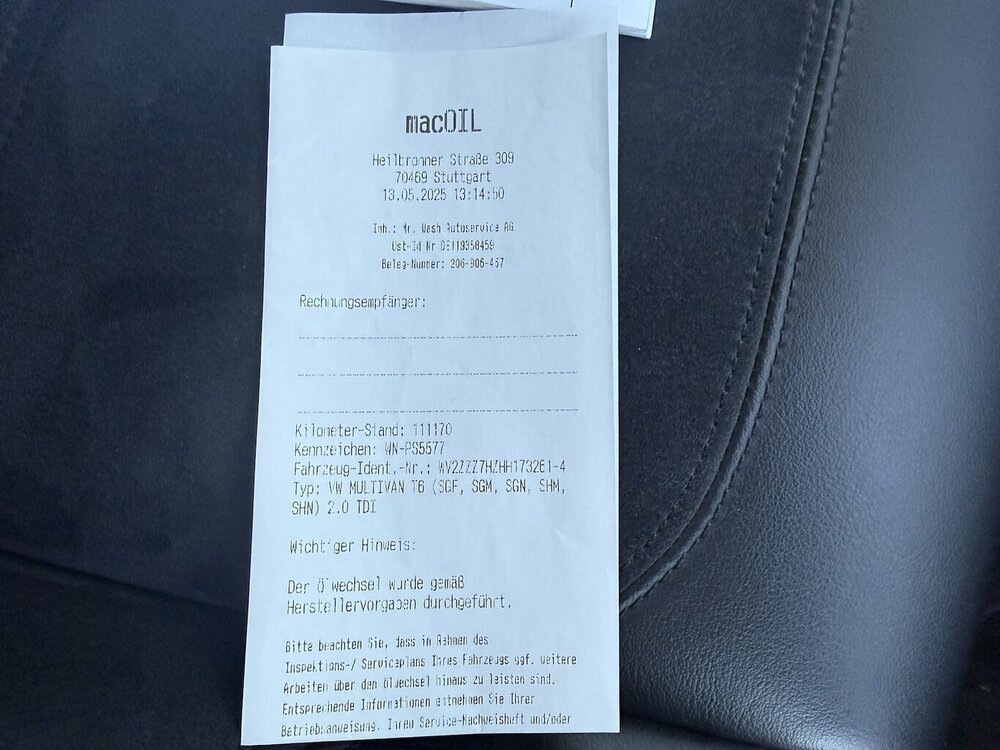 macOIL
Heilbronner Straße 309
70469 Stuttgart
13.05.2025 13:14:50
Inh.: Mr. Wash Autoservice AG
Ust-Id Nr DE119358459
Beleg-Nummer: 206-906-457
Rechnungsempfänger:
Kilometer-Stand: 111170
Kennzeichen: WN-PS5577
Fahrzeug-Ident.-Nr.: WV2ZZZ7HZHH173261-4
Typ: VW MULTIVAN T6 (SGF, SGM, SGN, SHM,
SHN) 2.0 TDI
Wichtiger Hinweis:
Der Ölwechsel wurde gemäß
Herstellervorgaben durchgeführt.
Bitte beachten Sie, dass im Rahmen des
Inspektions-/ Serviceplans Ihres Fahrzeugs ggf. weitere
Arbeiten über den Ölwechsel hinaus zu leisten sind.
Entsprechende Informationen entnehmen Sie Ihrer
Betriebsanweisung, Ihren Service-Nachweisheft und/oder